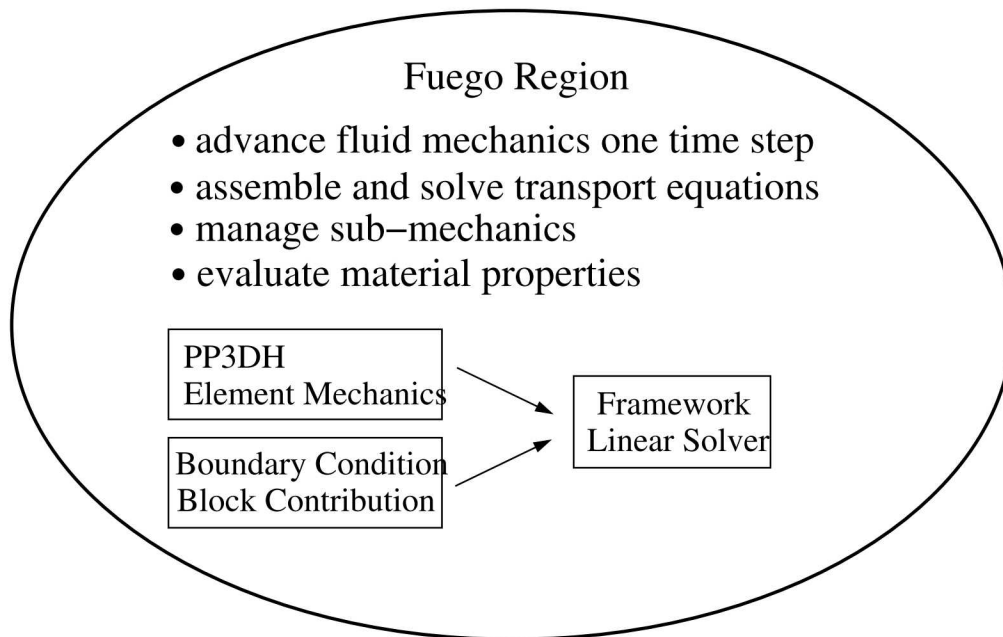 Fuego Region
• advance fluid mechanics one time step
• assemble and solve transport equations
• manage sub−mechanics
• evaluate material properties
PP3DH
Element Mechanics
Boundary Condition
Block Contribution
Framework
Linear Solver